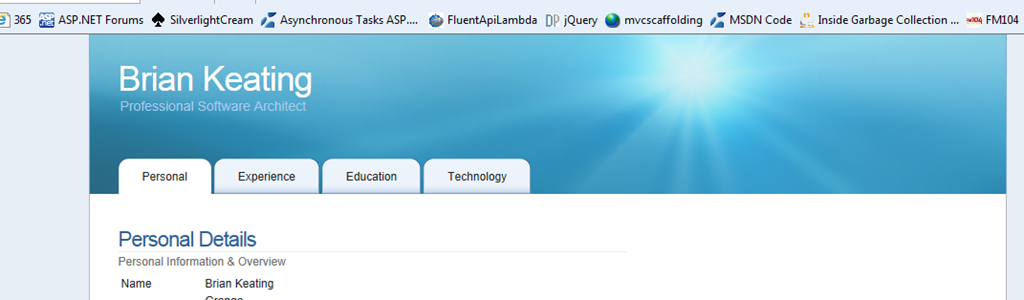 365 ASP.NET Forums SilverlightCream Asynchronous Tasks ASP.... FluentApiLambda DP jQuery mvcscaffolding MSDN Code Inside Garbage Collection ... FM104
Brian Keating
Professional Software Architect
Personal Experience Education Technology
Personal Details
Personal Information & Overview
Name Brian Keating